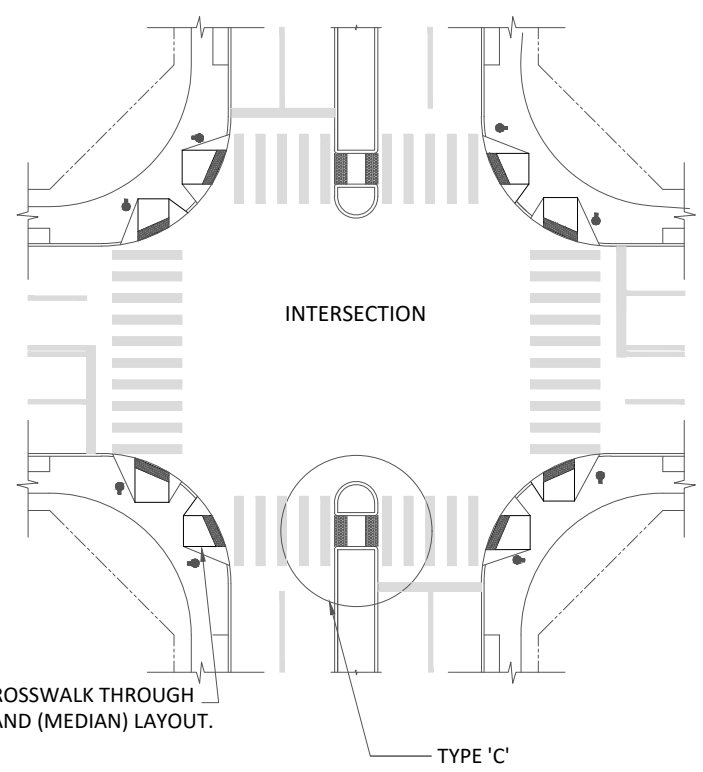 INTERSECTION
ROSSWALK THROUGH
AND (MEDIAN) LAYOUT.
TYPE 'C'